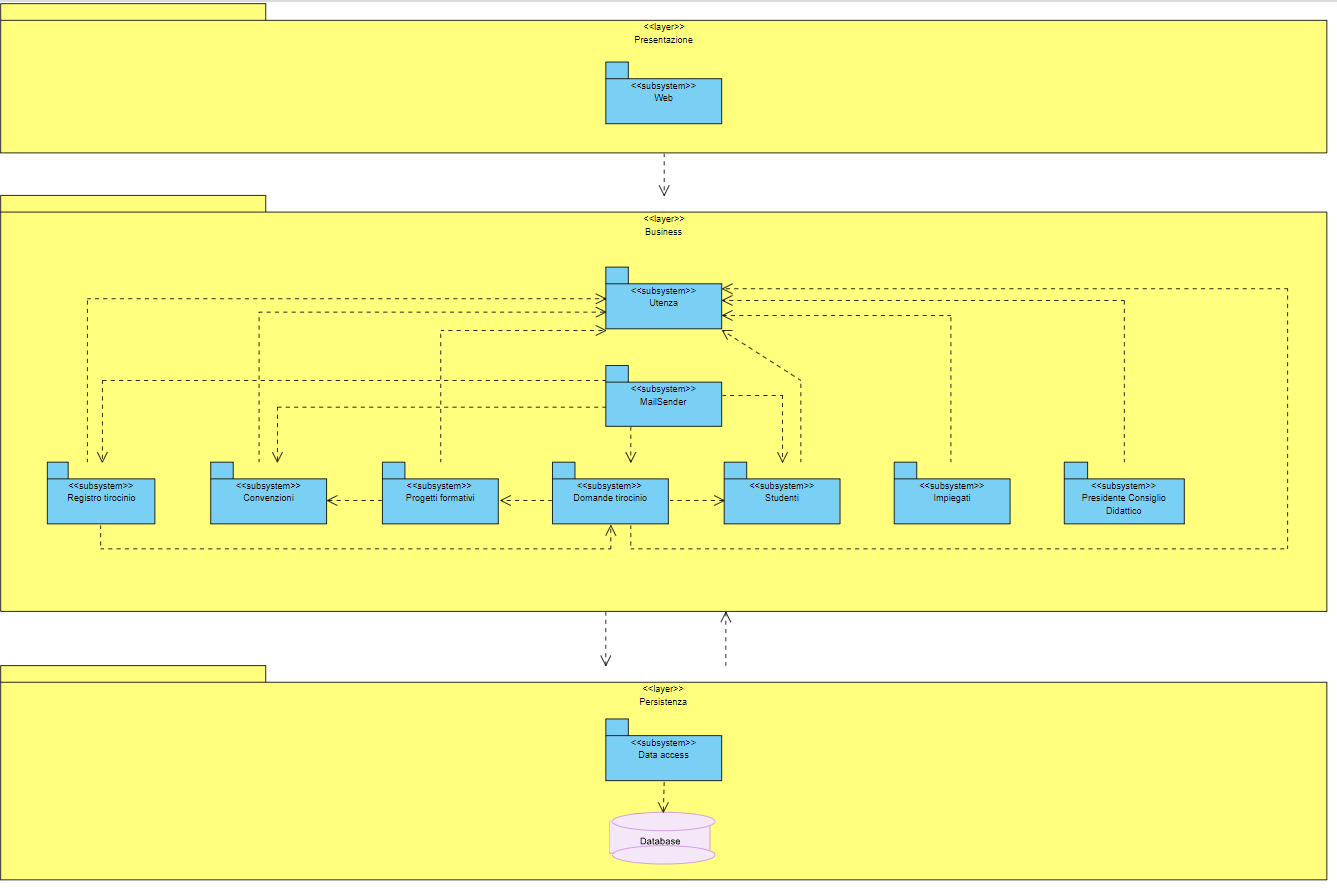 <<layer>>
Presentazione
<<subsystem>>
Web
<<layer>>
Business
<<subsystem>>
Utenza
<<subsystem>>
MailSender
<<subsystem>>
Registro tirocinio
<<subsystem>>
Convenzioni
<<subsystem>>
Progetti formativi
<<subsystem>>
Domande tirocinio
<<subsystem>>
Studenti
<<subsystem>>
Impiegati
<<subsystem>>
Presidente Consiglio
Didattico
<<layer>>
Persistenza
<<subsystem>>
Data access
Database